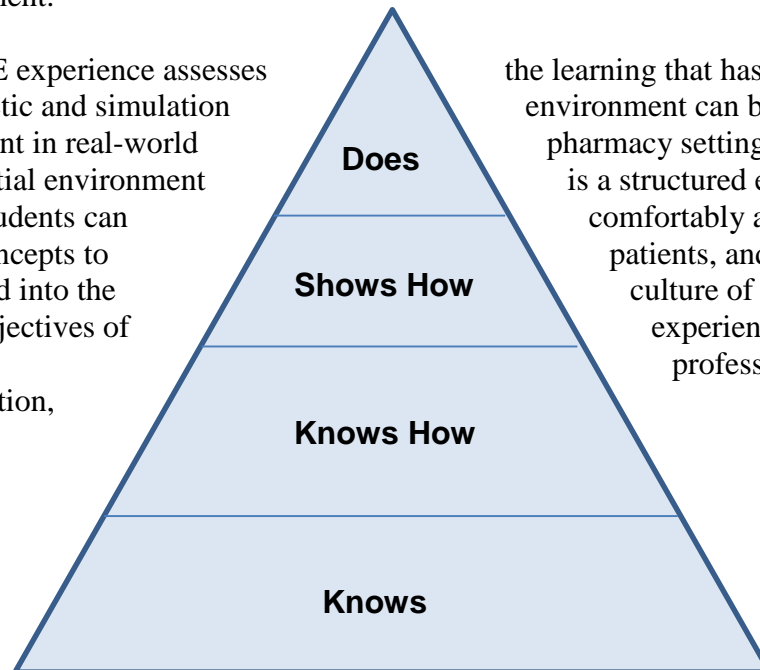 E experience assesses the learning that has
tic and simulation environment can b
nt in real-world pharmacy setting
tial environment is a structured e
udents can comfortably a
ncepts to patients, and
d into the culture of
jectives of experien
profess
tion,
Does
Shows How
Knows How
Knows